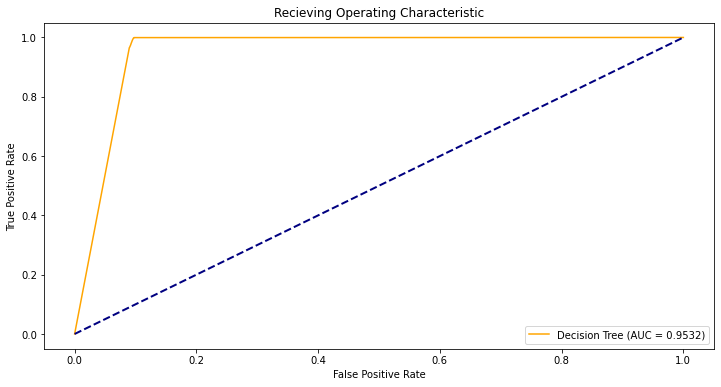 Recieving Operating Characteristic
True Positive Rate
1.0
0.8
0.6
0.4
0.2
0.0
Decision Tree (AUC = 0.9532)
0.0 0.2 0.4 0.6 0.8 1.0
False Positive Rate